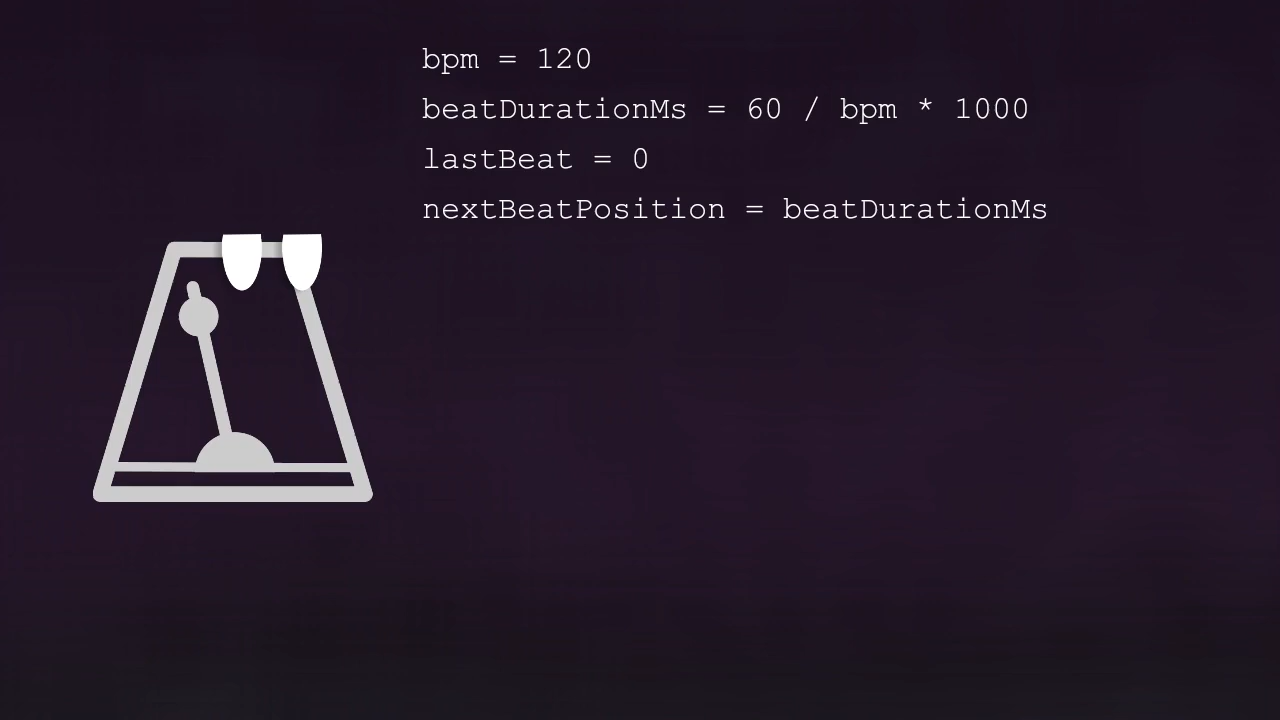 bpm = 120
beatDurationMs = 60 / bpm * 1000
lastBeat = 0
nextBeatPosition = beatDurationMs